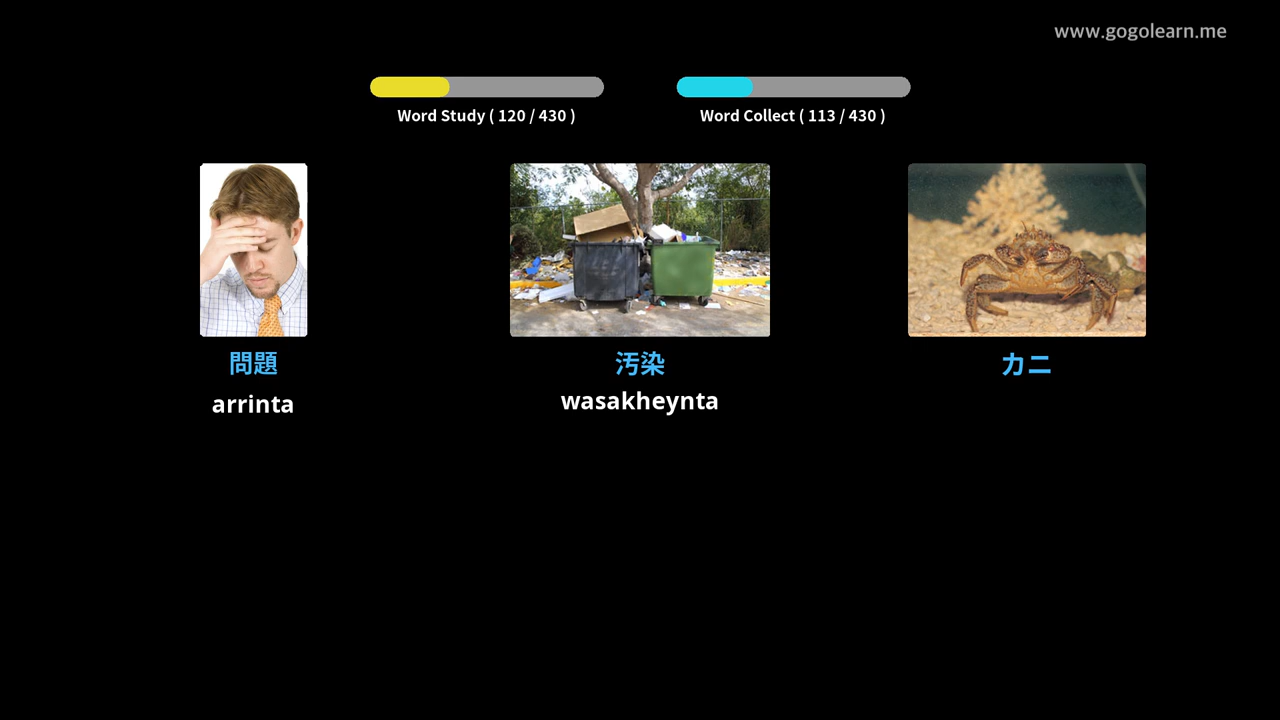 www.gogolearn.me
Word Study ( 120 / 430 )
Word Collect ( 113 / 430 )
問題
汚染
カニ
arrinta
wasakheynta